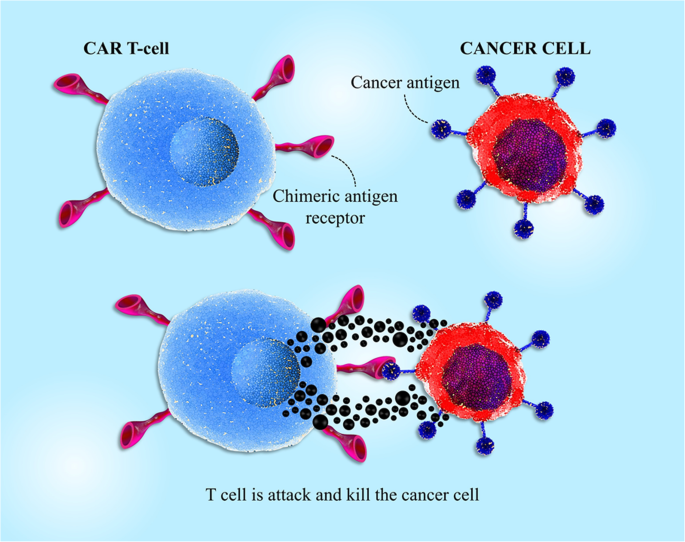 CAR T-cell
CANCER CELL
Cancer antigen
Chimeric antigen
receptor
T cell is attack and kill the cancer cell